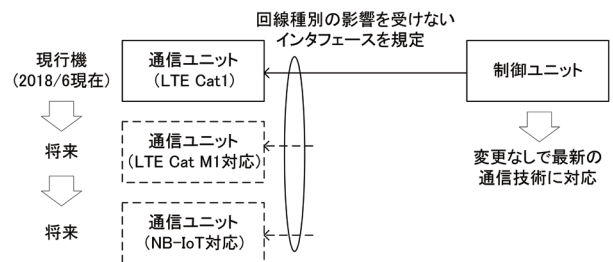 回線種別の影響を受けない
インタフェースを規定
現行機
(2018/6現在)
通信ユニット
(LTE Cat1)
制御ユニット
将来
通信ユニット
(LTE Cat M1対応)
変更なしで最新の
通信技術に対応
将来
通信ユニット
(NB-IoT対応)